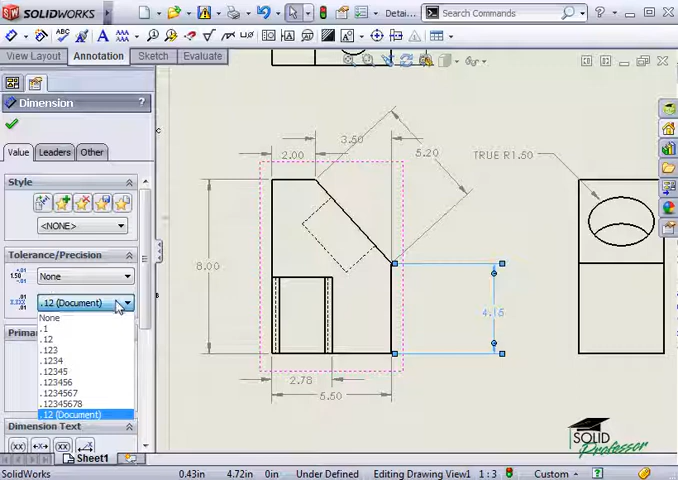 SOLIDWORKS
Detai...
Search Commands
View Layout
Annotation
Sketch
Evaluate
Dimension
?
Value
Leaders
Other
Style
<NONE>
Tolerance/Precision
None
.12 (Document)
None
.1
.12
.123
.1234
.12345
.123456
.1234567
.12345678
.12 (Document)
Dimension Text
3.50
2.00
5.20
TRUE R1.50
8.00
4.15
2.78
5.50
SOLID
Professor
Sheet1
SolidWorks
0.43in
4.72in
0in
Under Defined
Editing Drawing View1
1 : 3
Custom